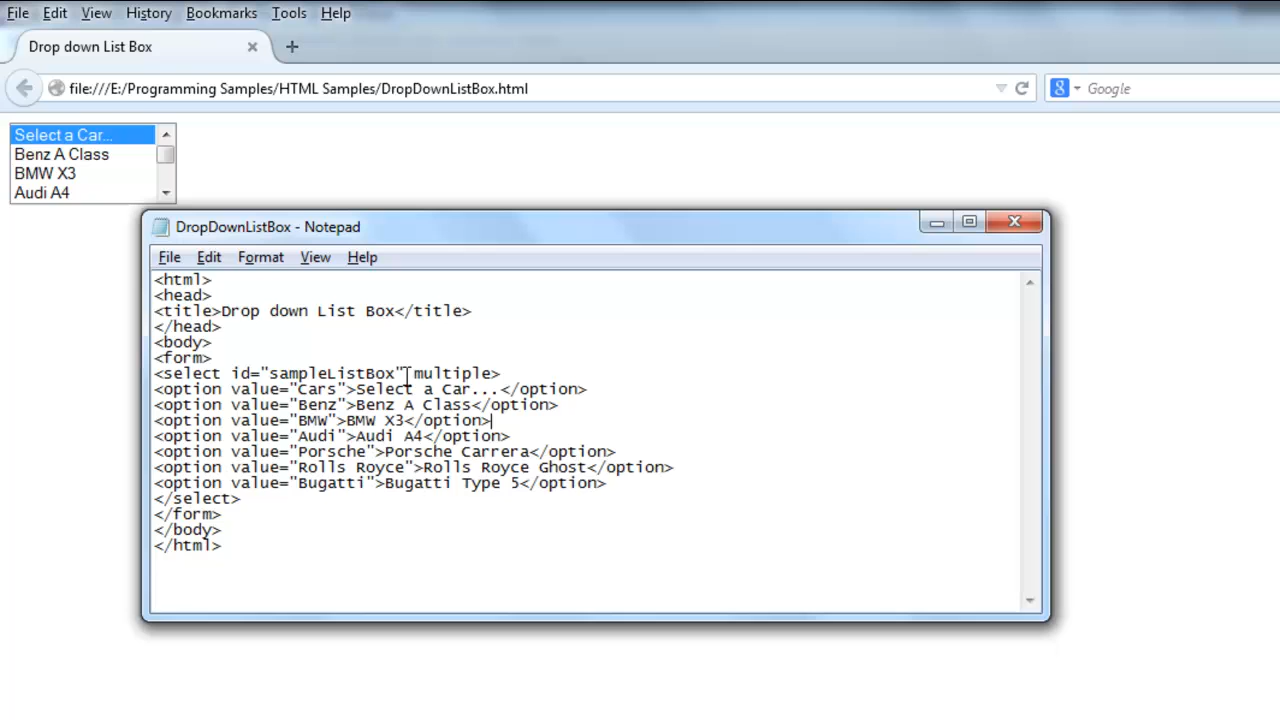 File Edit View History Bookmarks Tools Help
Drop down List Box
file:///E:/Programming Samples/HTML Samples/DropDownListBox.html
8 Google
Select a Car...
Benz A Class
BMW X3
Audi A4
DropDownListBox - Notepad
File Edit Format View Help
<html>
<head>
<title>Drop down List Box</title>
</head>
<body>
<form>
<select id="sampleListBox" multiple>
<option value="Cars">Select a Car...</option>
<option value="Benz">Benz A Class</option>
<option value="BMW">BMW X3</option>
<option value="Audi">Audi A4</option>
<option value="Porsche">Porsche Carrera</option>
<option value="Rolls Royce">Rolls Royce Ghost</option>
<option value="Bugatti">Bugatti Type 5</option>
</select>
</form>
</body>
</html>